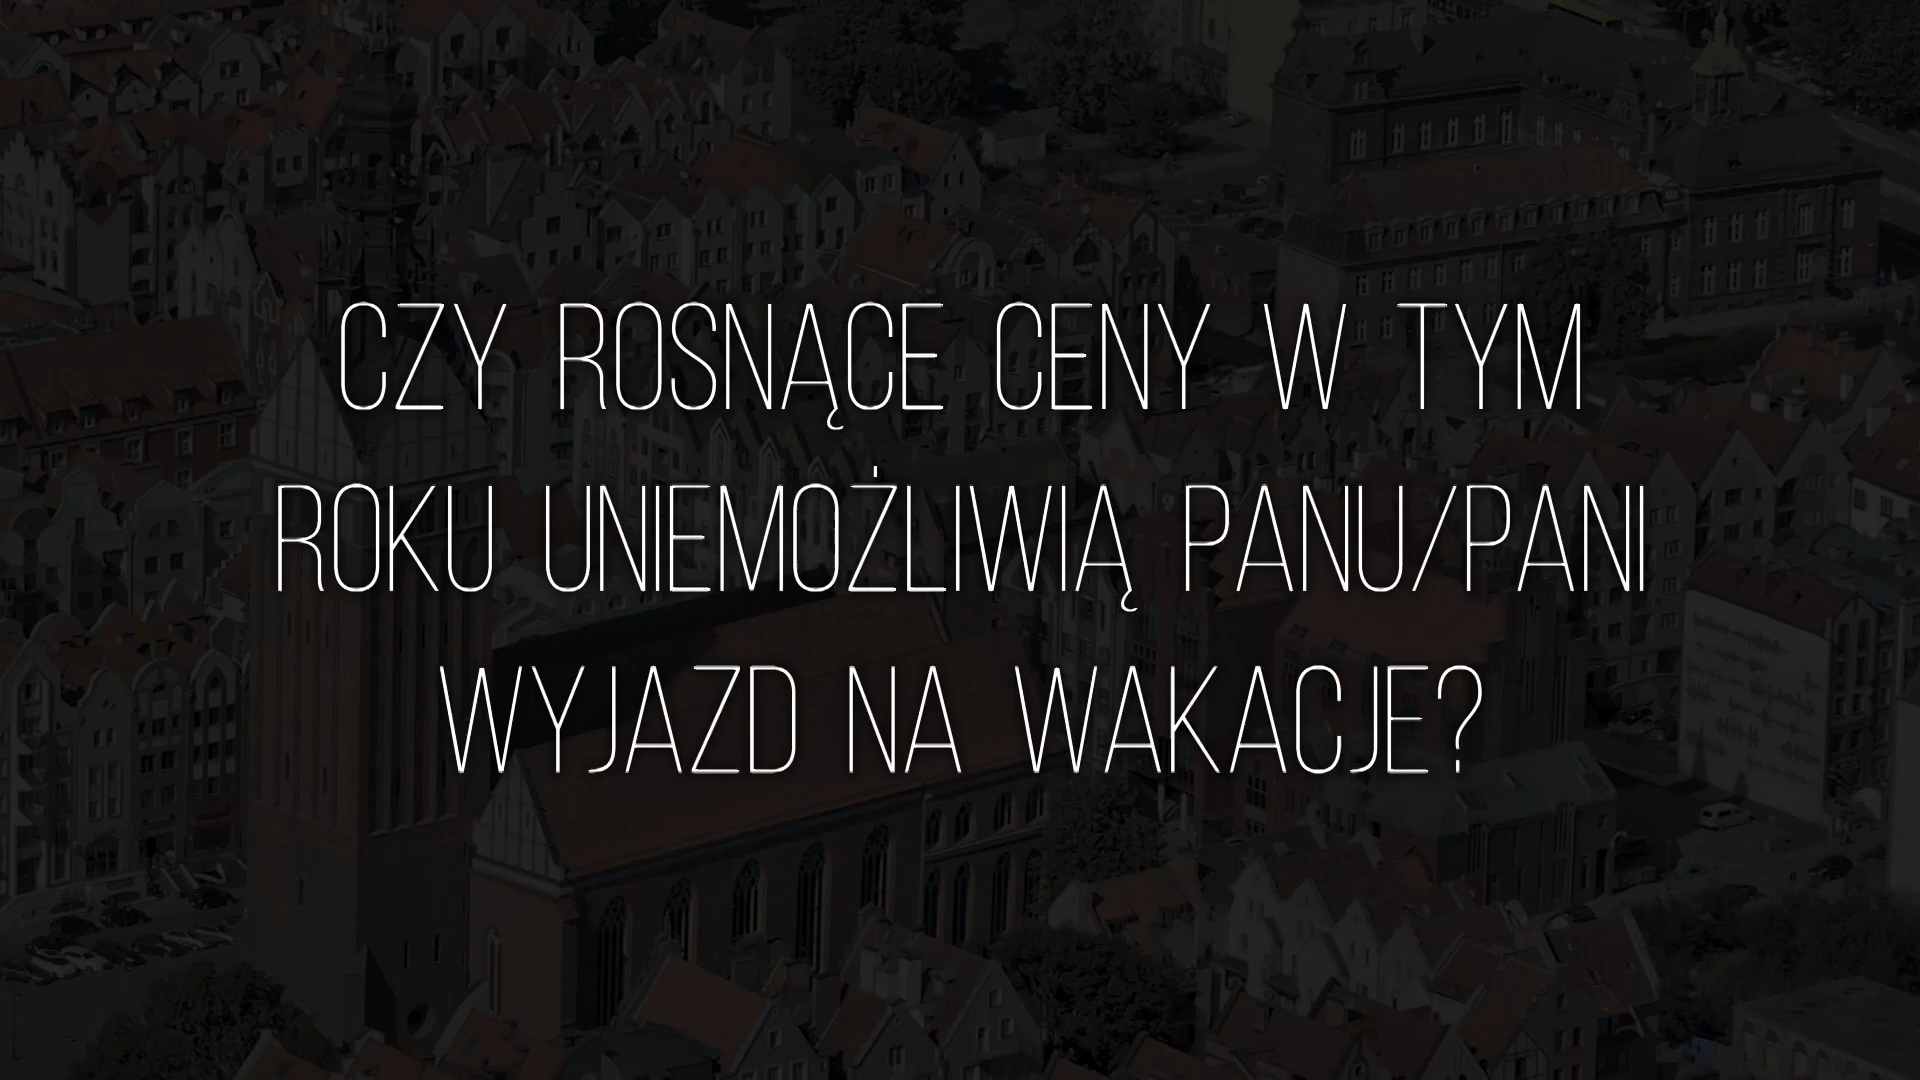 CZY ROSNĄCE CENY W TYM
ROKU UNIEMOŻLIWIĄ PANU/PANI
WYJAZD NA WAKACJE?